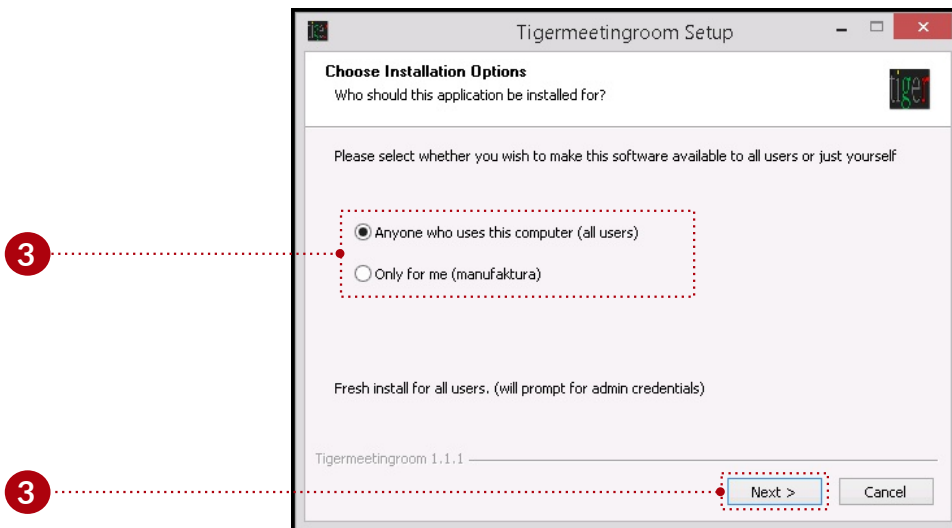 Tigermeetingroom Setup
Choose Installation Options
Who should this application be installed for?
tiger
Please select whether you wish to make this software available to all users or just yourself
3
Anyone who uses this computer (all users)
Only for me (manufaktura)
Fresh install for all users. (will prompt for admin credentials)
Tigermeetingroom 1.1.1
3
Next >
Cancel